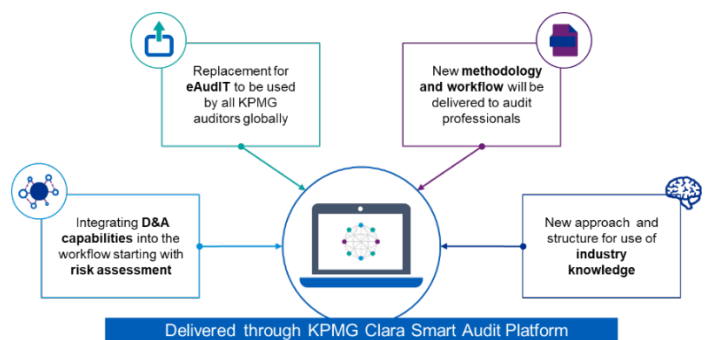 Replacement for
eAudIT to be used
by all KPMG
auditors globally
New methodology
and workflow will be
delivered to audit
professionals
Integrating D&A
capabilities into the
workflow starting with
risk assessment
New approach and
structure for use of
industry
knowledge
Delivered through KPMG Clara Smart Audit Platform